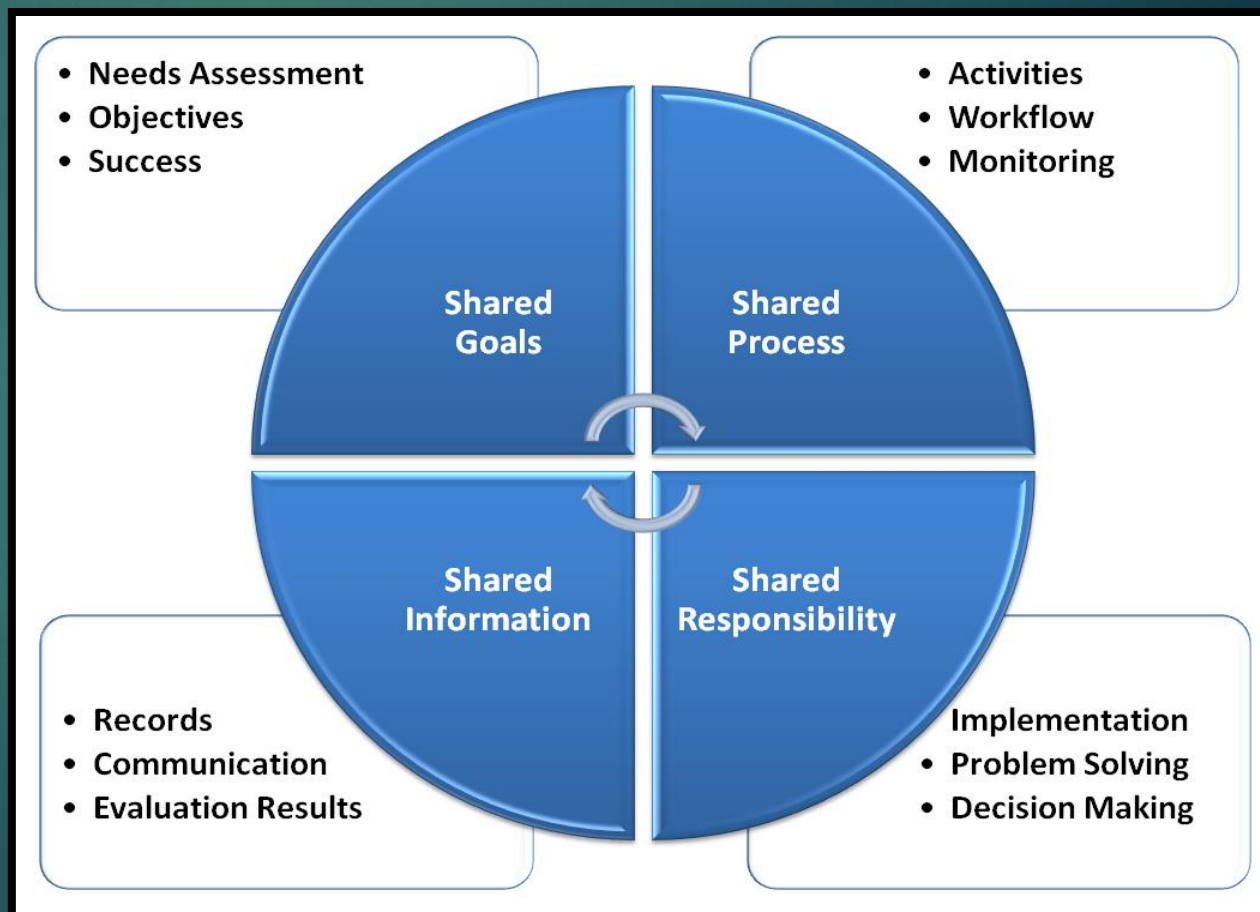 • Needs Assessment
• Objectives
• Success
• Activities
• Workflow
• Monitoring
Shared
Goals
Shared
Process
Shared
Information
Shared
Responsibility
• Records
• Communication
• Evaluation Results
Implementation
• Problem Solving
• Decision Making